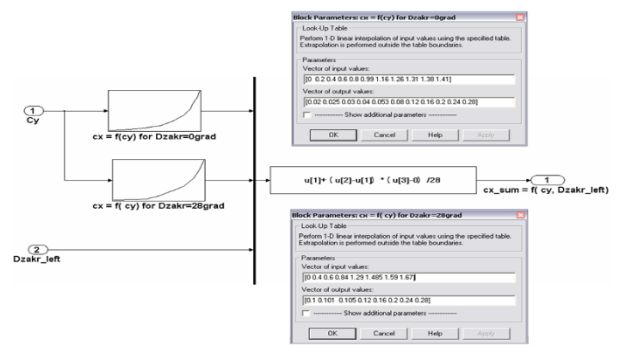 Block Parameters: cx = f(cy) for Dzakr=0grad
Look-Up Table
Perform 1-D linear interpolation of input values using the specified table.
Extrapolation is performed outside the table boundaries.
Parameters
Vector of input values:
[0 0.2 0.4 0.6 0.8 0.99 1.16 1.26 1.31 1.38 1.41]
Vector of output values:
[0.02 0.025 0.03 0.04 0.053 0.08 0.12 0.16 0.2 0.24 0.28]
------------ Show additional parameters ------------
OK Cancel Help Apply
1
Cy
cx = f(cy) for Dzakr=0grad
cx = f( cy) for Dzakr=28grad
u[1]+ ( u[2]-u[1]) * ( u[3]-0) /28
1
cx_sum = f( cy, Dzakr_left)
2
Dzakr_left
Block Parameters: cx = f( cy) for Dzakr=28grad
Look-Up Table
Perform 1-D linear interpolation of input values using the specified table.
Extrapolation is performed outside the table boundaries.
Parameters
Vector of input values:
[0 0.4 0.6 0.84 1.29 1.485 1.59 1.67]
Vector of output values:
[0.1 0.101 0.105 0.12 0.16 0.2 0.24 0.28]
------------ Show additional parameters ------------
OK Cancel Help Apply